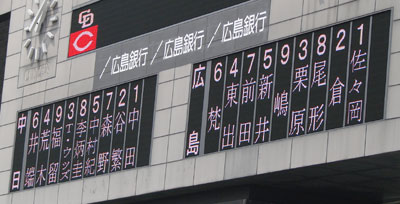 ／広島銀行／広島銀行／広島銀行
中日
6井端
4荒木
9福留
3T・ウッズ
8李炳圭
5中村紀
7森野
2谷繁
1中田
広島
6梵
4東出
7前田
5新井
9嶋
3栗原
8尾形
2倉
1佐々岡